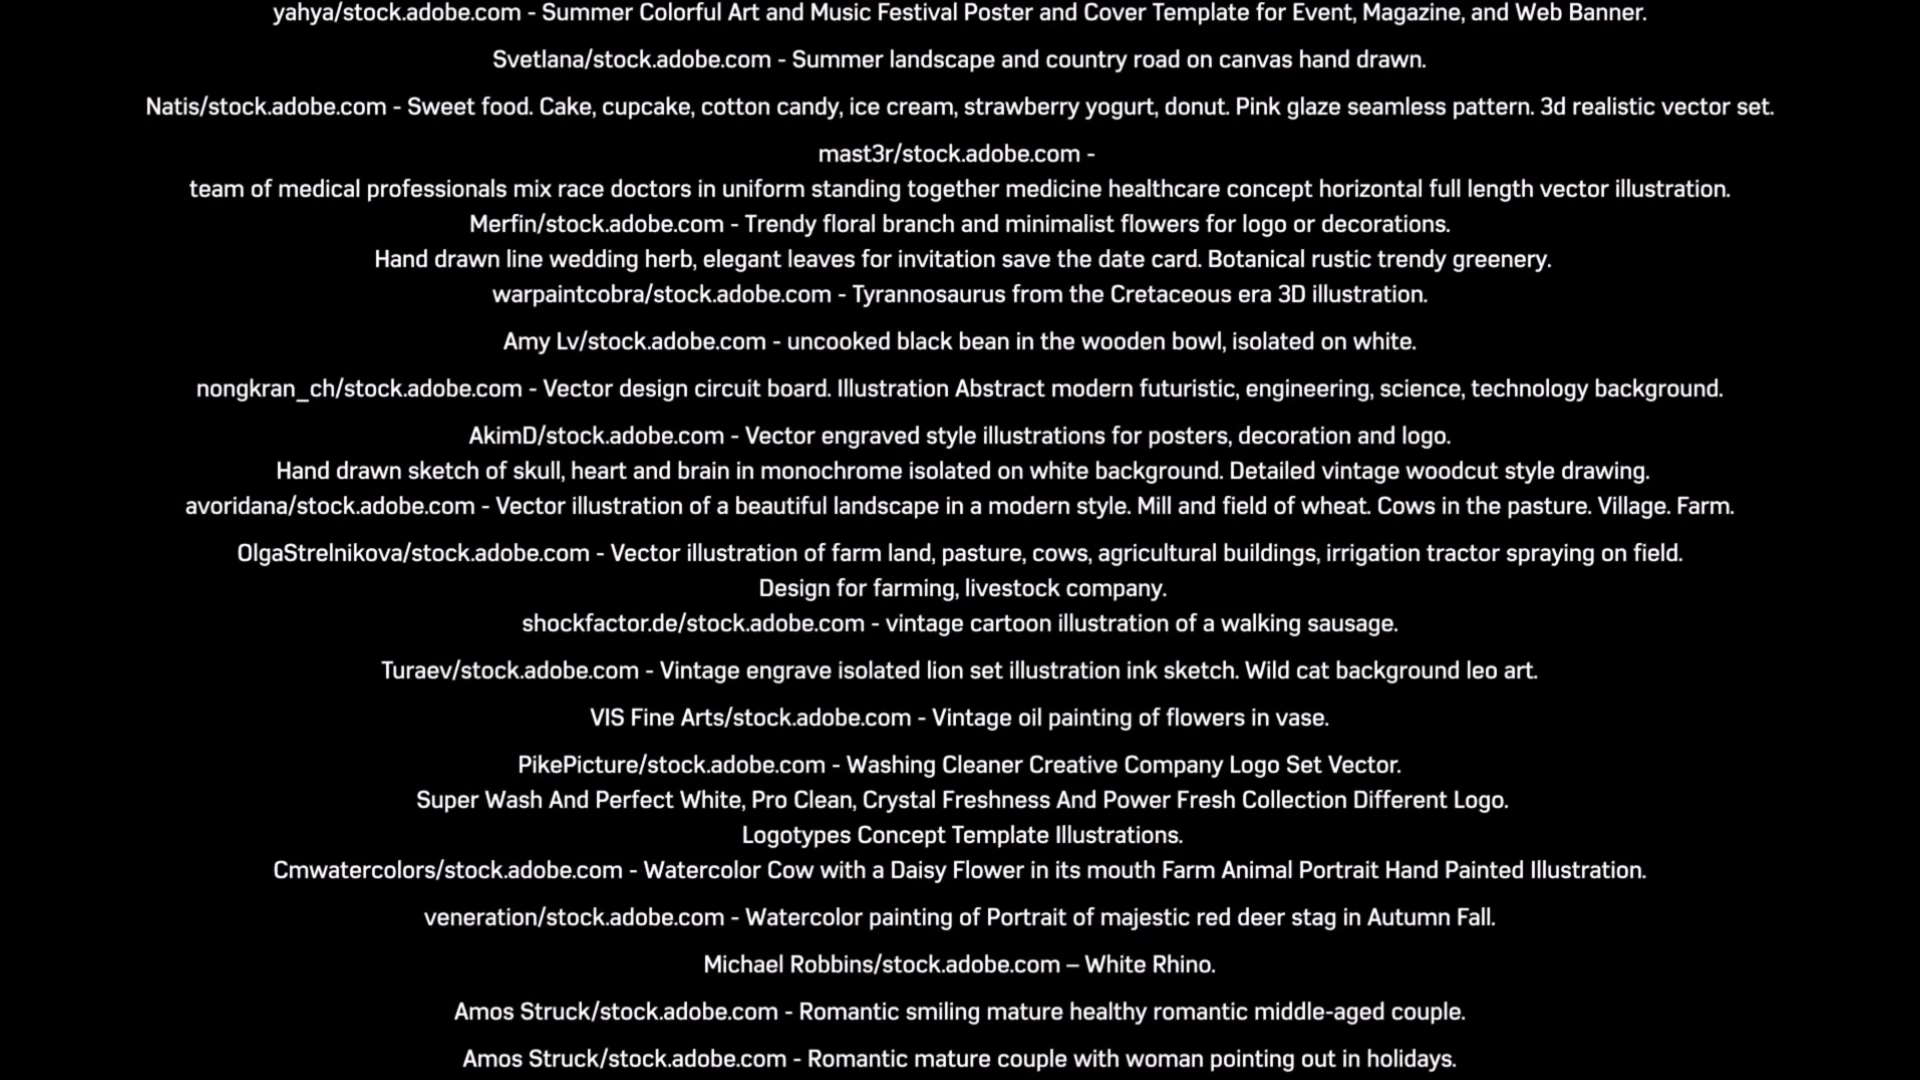 yahya/stock.adobe.com - Summer Colorful Art and Music Festival Poster and Cover Template for Event, Magazine, and Web Banner.
Svetlana/stock.adobe.com - Summer landscape and country road on canvas hand drawn.
Natis/stock.adobe.com - Sweet food. Cake, cupcake, cotton candy, ice cream, strawberry yogurt, donut. Pink glaze seamless pattern. 3d realistic vector set.
mast3r/stock.adobe.com -
team of medical professionals mix race doctors in uniform standing together medicine healthcare concept horizontal full length vector illustration.
Merfin/stock.adobe.com - Trendy floral branch and minimalist flowers for logo or decorations.
Hand drawn line wedding herb, elegant leaves for invitation save the date card. Botanical rustic trendy greenery.
warpaintcobra/stock.adobe.com - Tyrannosaurus from the Cretaceous era 3D illustration.
Amy Lv/stock.adobe.com - uncooked black bean in the wooden bowl, isolated on white.
nongkran_ch/stock.adobe.com - Vector design circuit board. Illustration Abstract modern futuristic, engineering, science, technology background.
AkimD/stock.adobe.com - Vector engraved style illustrations for posters, decoration and logo.
Hand drawn sketch of skull, heart and brain in monochrome isolated on white background. Detailed vintage woodcut style drawing.
avoridana/stock.adobe.com - Vector illustration of a beautiful landscape in a modern style. Mill and field of wheat. Cows in the pasture. Village. Farm.
OlgaStrelnikova/stock.adobe.com - Vector illustration of farm land, pasture, cows, agricultural buildings, irrigation tractor spraying on field.
Design for farming, livestock company.
shockfactor.de/stock.adobe.com - vintage cartoon illustration of a walking sausage.
Turaev/stock.adobe.com - Vintage engrave isolated lion set illustration ink sketch. Wild cat background leo art.
VIS Fine Arts/stock.adobe.com - Vintage oil painting of flowers in vase.
PikePicture/stock.adobe.com - Washing Cleaner Creative Company Logo Set Vector.
Super Wash And Perfect White, Pro Clean, Crystal Freshness And Power Fresh Collection Different Logo.
Logotypes Concept Template Illustrations.
Cmwatercolors/stock.adobe.com - Watercolor Cow with a Daisy Flower in its mouth Farm Animal Portrait Hand Painted Illustration.
veneration/stock.adobe.com - Watercolor painting of Portrait of majestic red deer stag in Autumn Fall.
Michael Robbins/stock.adobe.com – White Rhino.
Amos Struck/stock.adobe.com - Romantic smiling mature healthy romantic middle-aged couple.
Amos Struck/stock.adobe.com - Romantic mature couple with woman pointing out in holidays.